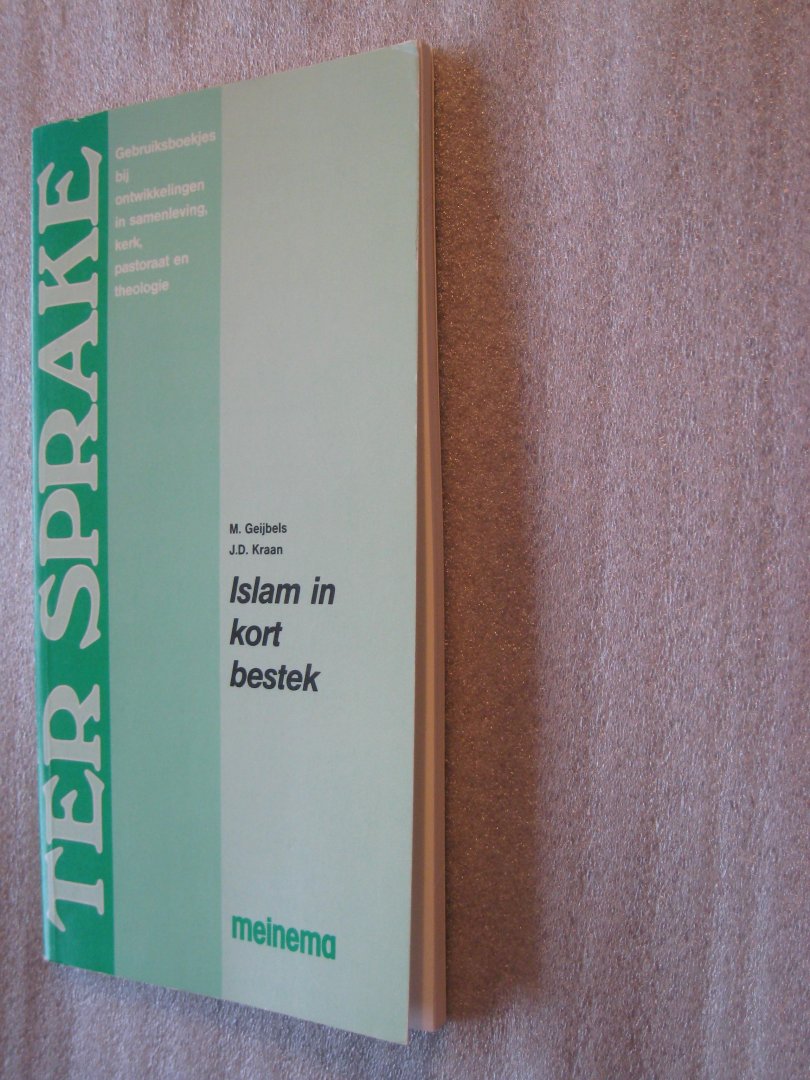 TER SPRAKE
Gebruiksboekjes
bij
ontwikkelingen
in samenleving,
kerk,
pastoraat en
theologie
M. Geijbels
J.D. Kraan
Islam in
kort
bestek
meinema